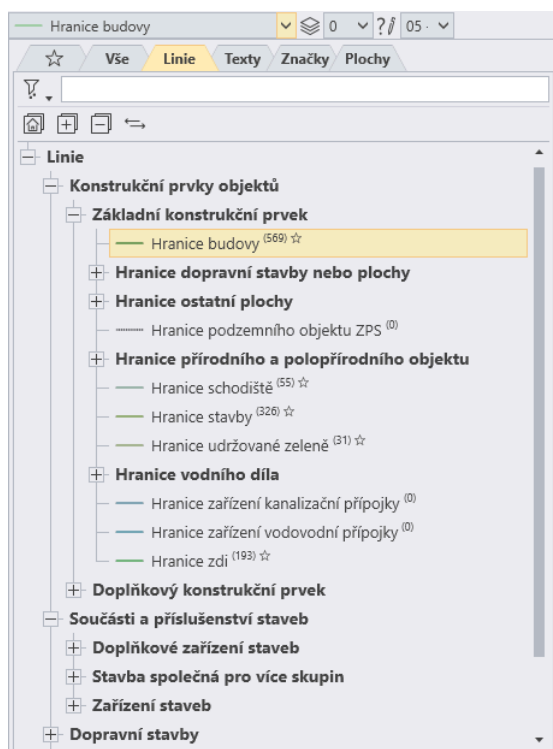 Hranice budovy 0 ? 05 -
Vše Linie Texty Značky Plochy
Linie
Konstrukční prvky objektů
Základní konstrukční prvek
Hranice budovy (569)
Hranice dopravní stavby nebo plochy
Hranice ostatní plochy
Hranice podzemního objektu ZPS (0)
Hranice přírodního a polopřírodního objektu
Hranice schodiště (55)
Hranice stavby (326)
Hranice udržované zeleně (31)
Hranice vodního díla
Hranice zařízení kanalizační přípojky (0)
Hranice zařízení vodovodní přípojky (0)
Hranice zdi (193)
Doplňkový konstrukční prvek
Součásti a příslušenství staveb
Doplňkové zařízení staveb
Stavba společná pro více skupin
Zařízení staveb
Dopravní stavby